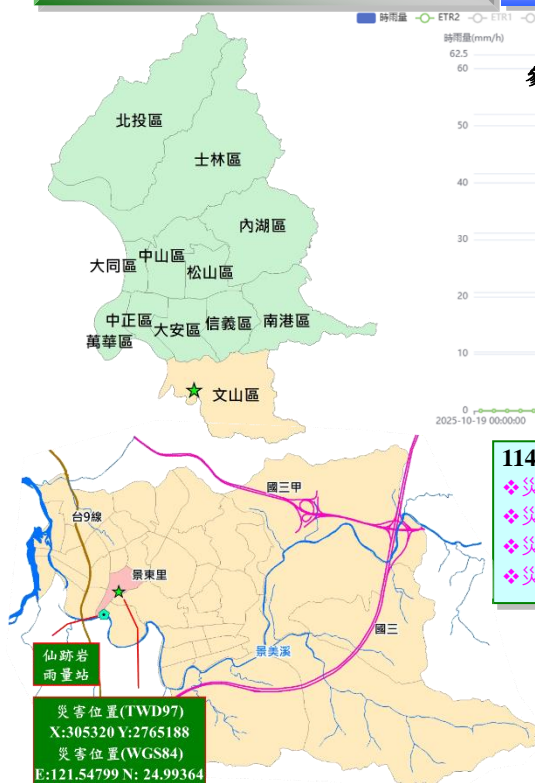 時雨量 ETR2 ETR1
時雨量(mm/h)
62.5
60
50
40
30
20
10
0
2025-10-19 00:00:00
北投區
士林區
內湖區
中山區
大同區
松山區
中正區
大安區
信義區
南港區
萬華區
文山區
國三甲
台9線
景東里
國三
景美溪
仙跡岩
雨量站
災害位置(TWD97)
X:305320 Y:2765188
災害位置(WGS84)
E:121.54799 N: 24.99364
114
❖災
❖災
❖災
❖災